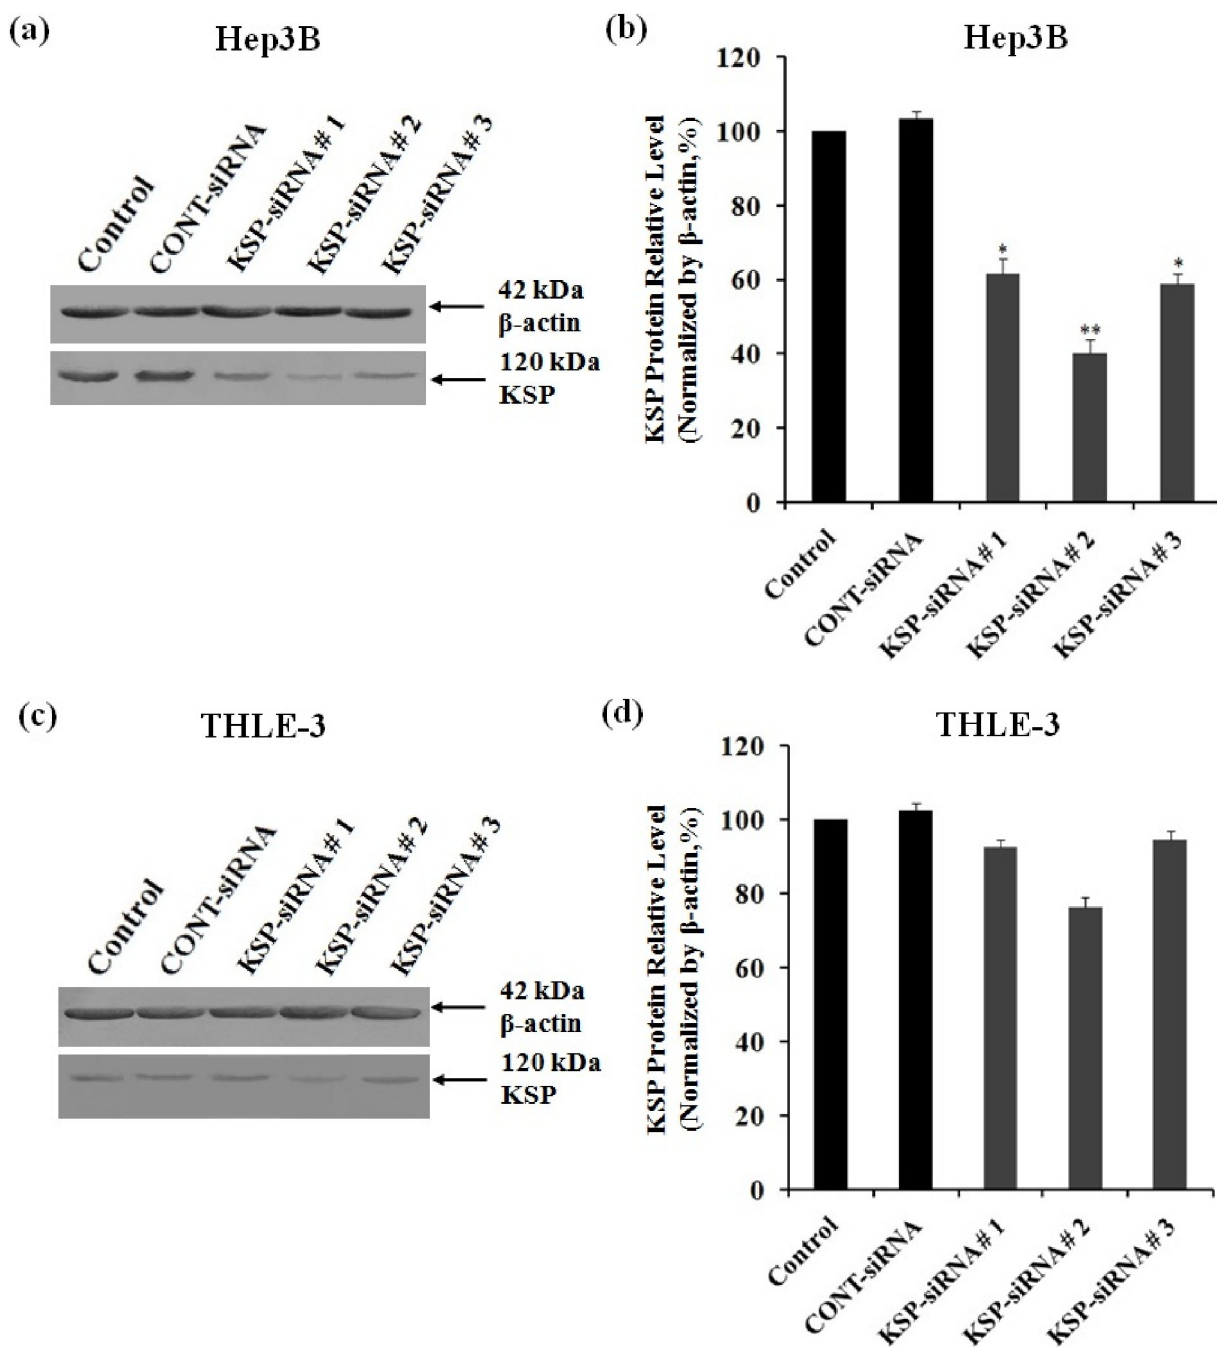 (a)
Hep3B
Control
CONT-siRNA
KSP-siRNA# 1
KSP-siRNA# 2
KSP-siRNA# 3
42 kDa
β-actin
120 kDa
KSP
(b)
Hep3B
KSP Protein Relative Level
(Normalized by β-actin,%)
120
100
80
60
40
20
0
*
**
*
Control
CONT-siRNA
KSP-siRNA# 1
KSP-siRNA# 2
KSP-siRNA# 3
(c)
THLE-3
Control
CONT-siRNA
KSP-siRNA# 1
KSP-siRNA# 2
KSP-siRNA# 3
42 kDa
β-actin
120 kDa
KSP
(d)
THLE-3
KSP Protein Relative Level
(Normalized by β-actin,%)
120
100
80
60
40
20
0
Control
CONT-siRNA
KSP-siRNA# 1
KSP-siRNA# 2
KSP-siRNA# 3